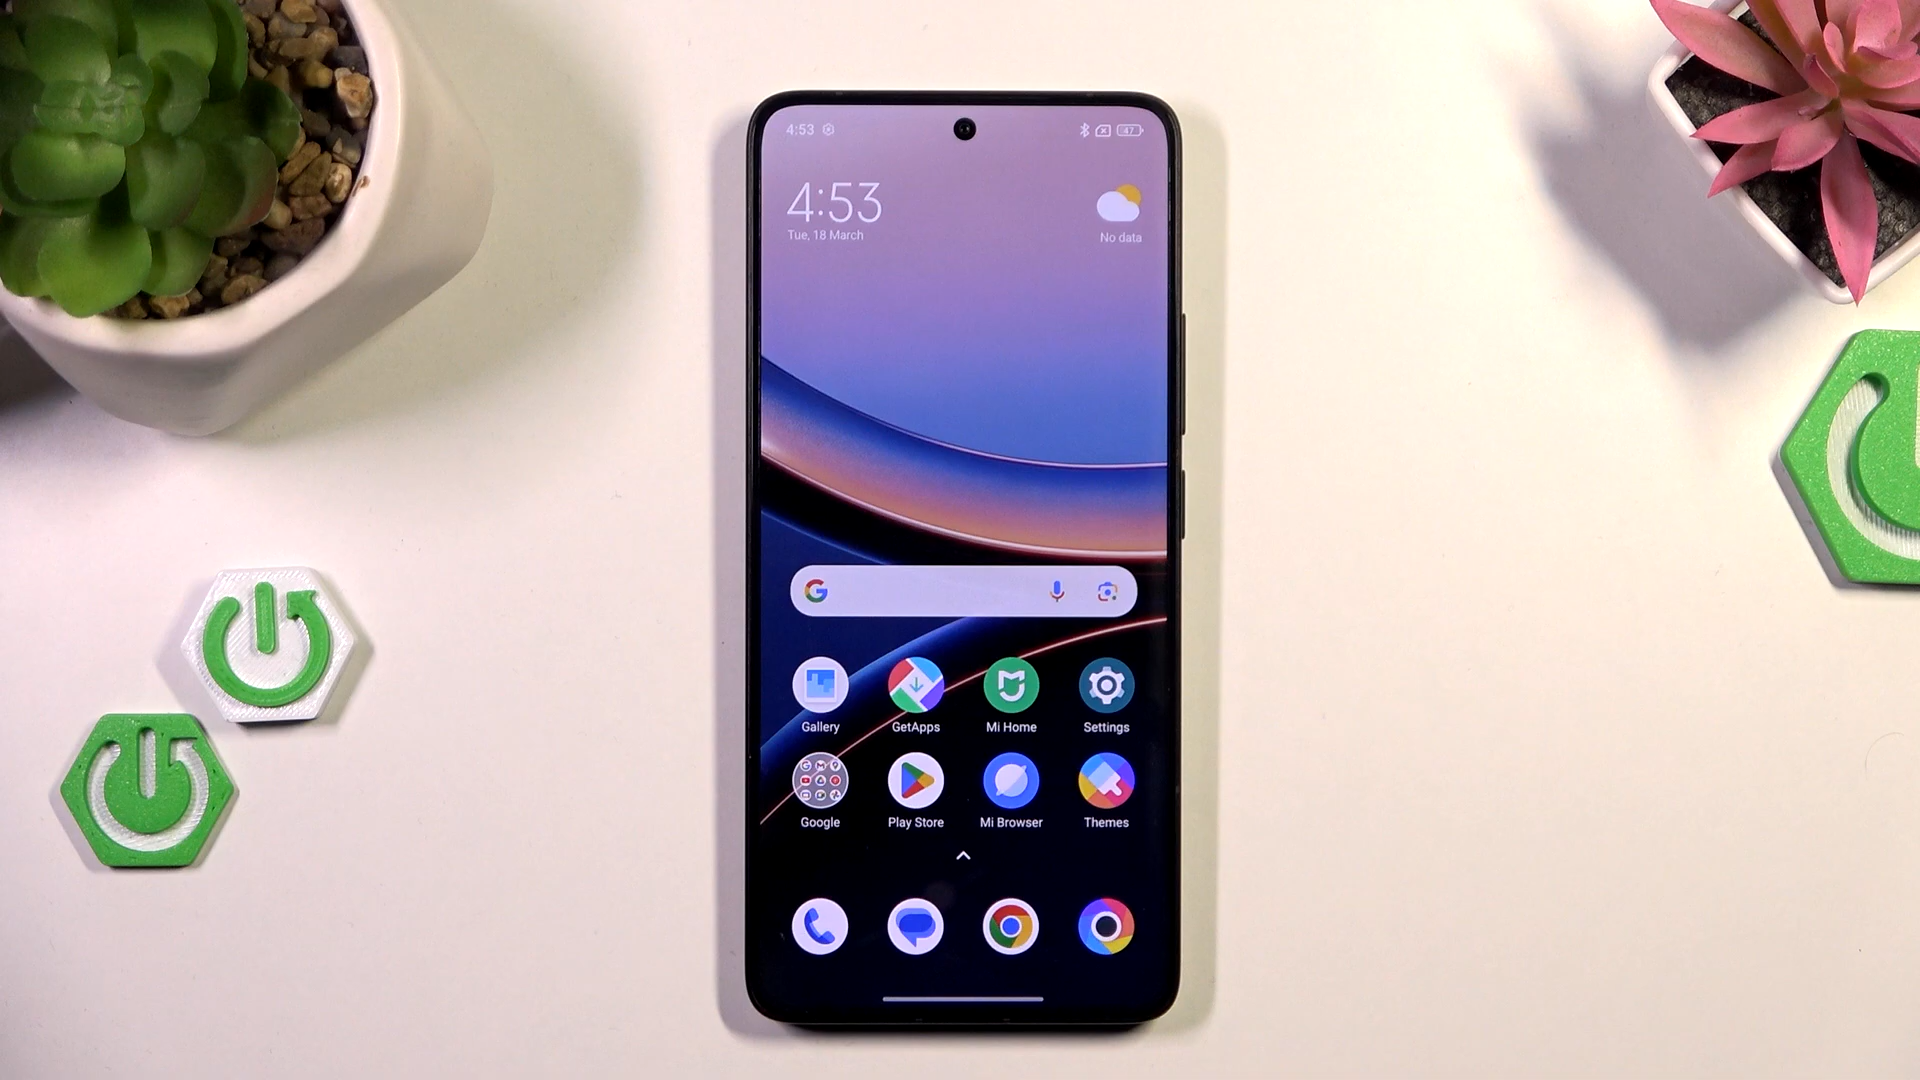 4:53
47
4:53
Tue, 18 March
No data
Gallery
GetApps
Mi Home
Settings
Google
Play Store
Mi Browser
Themes